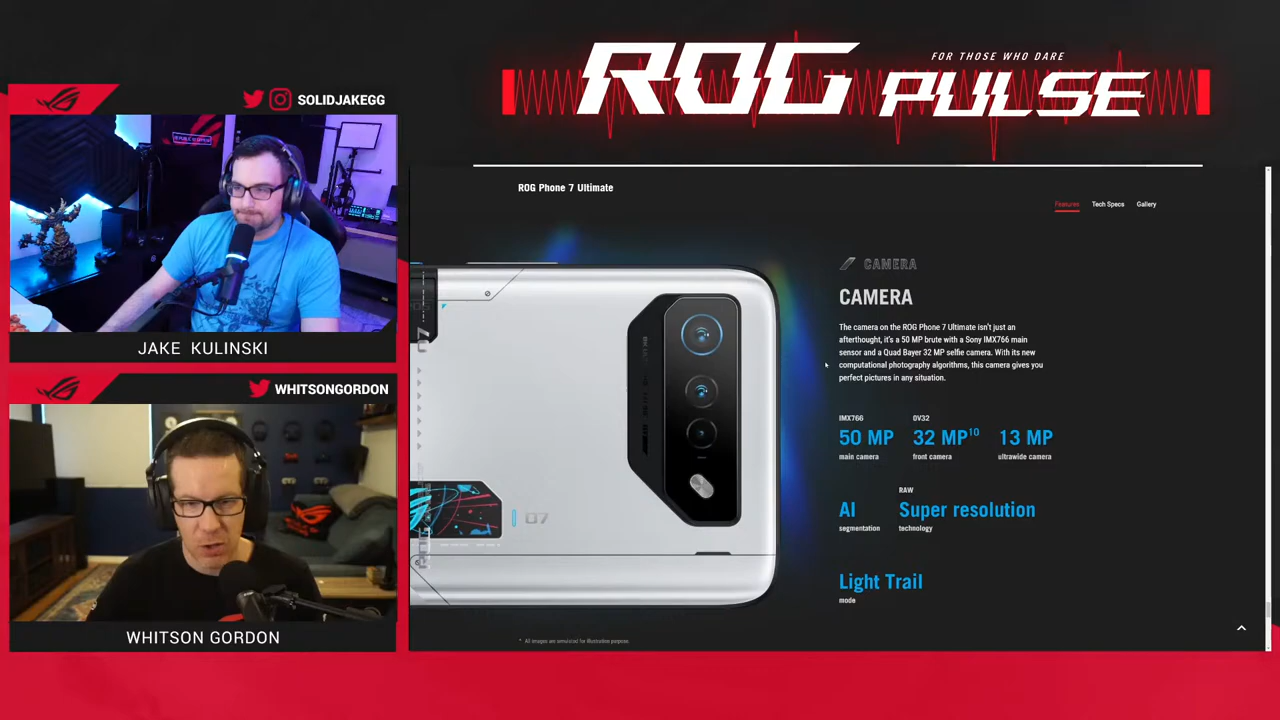 ROG
FOR THOSE WHO DARE
PULSE
SOLIDJAKEGG
JAKE KULINSKI
WHITSONGORDON
WHITSON GORDON
ROG Phone 7 Ultimate
Features
Tech Specs
Gallery
CAMERA
CAMERA
The camera on the ROG Phone 7 Ultimate isn't just an
afterthought, it's a 50 MP brute with a Sony IMX766 main
sensor and a Quad Bayer 32 MP selfie camera. With its new
computational photography algorithms, this camera gives you
perfect pictures in any situation.
IMX766
50 MP
main camera
OV32
32 MP10
front camera
13 MP
ultrawide camera
AI
segmentation
RAW
Super resolution
technology
Light Trail
mode
07
* All images are simulated for illustrative purposes.